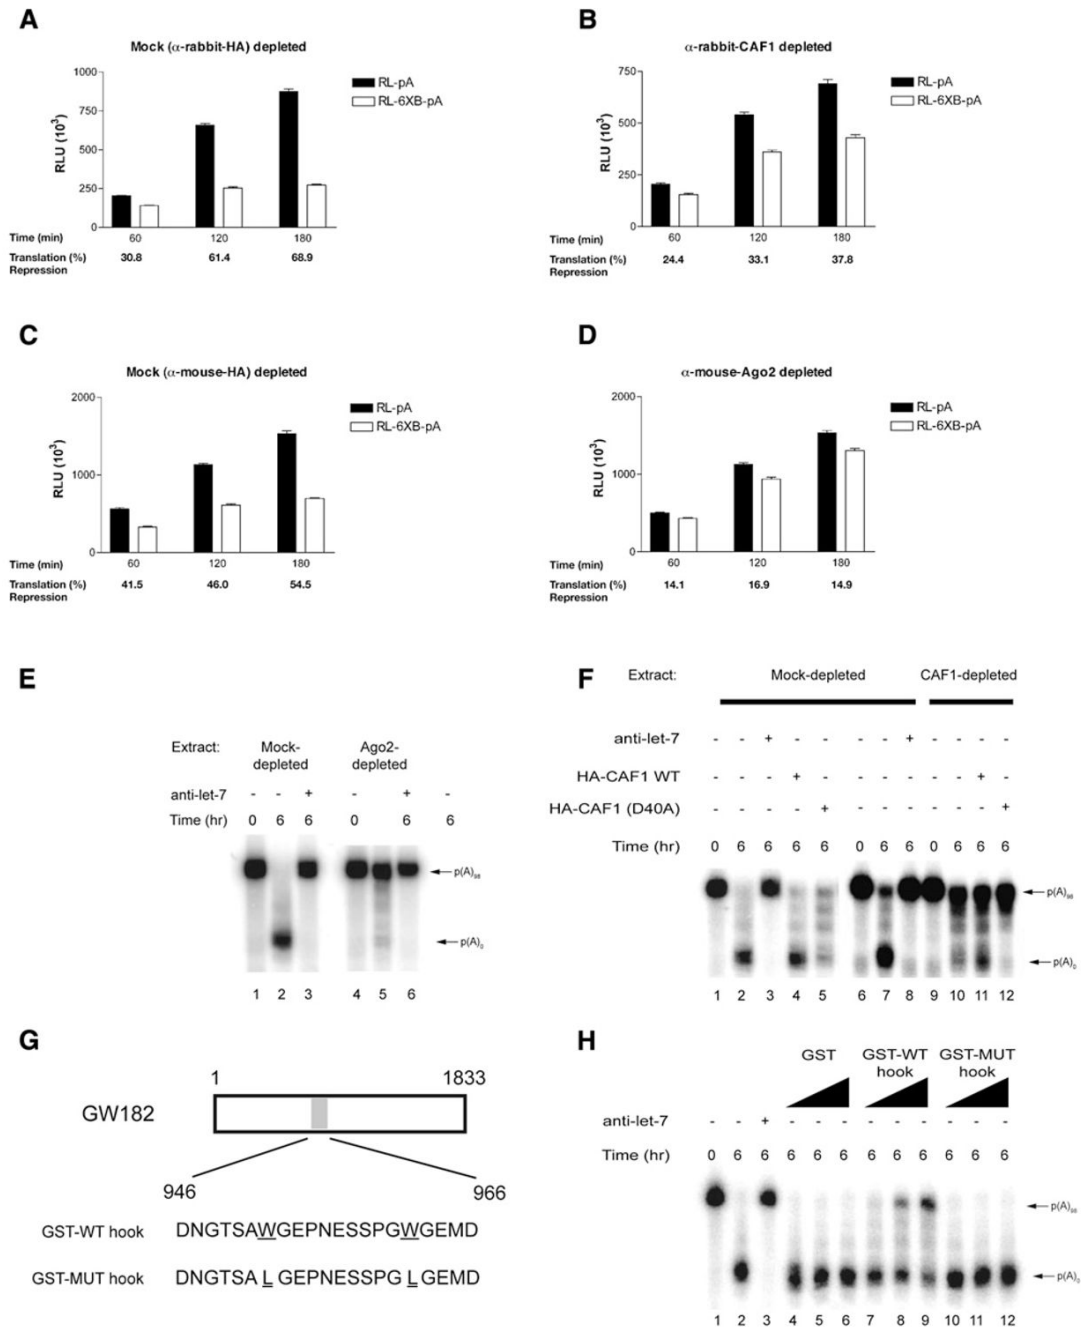 A
Mock (α-rabbit-HA) depleted
1000
750
500
250
0
RLU (10³)
RL-pA
RL-6XB-pA
Time (min) 60 120 180
Translation (%) 30.8 61.4 68.9
Repression
B
α-rabbit-CAF1 depleted
750
500
250
0
RLU (10³)
RL-pA
RL-6XB-pA
Time (min) 60 120 180
Translation (%) 24.4 33.1 37.8
Repression
C
Mock (α-mouse-HA) depleted
2000
1000
0
RLU (10³)
RL-pA
RL-6XB-pA
Time (min) 60 120 180
Translation (%) 41.5 46.0 54.5
Repression
D
α-mouse-Ago2 depleted
2000
1000
0
RLU (10³)
RL-pA
RL-6XB-pA
Time (min) 60 120 180
Translation (%) 14.1 16.9 14.9
Repression
E
Extract: Mock- Ago2-
depleted depleted
anti-let-7 - - + - + -
Time (hr) 0 6 6 0 6 6
p(A)₉₈
p(A)₀
1 2 3 4 5 6
F
Extract: Mock-depleted CAF1-depleted
anti-let-7 - - + - - - - + - - - -
HA-CAF1 WT - - - + - - - - - - + -
HA-CAF1 (D40A) - - - - + - - - - - - +
Time (hr) 0 6 6 6 6 0 6 6 0 6 6 6
p(A)₉₈
p(A)₀
1 2 3 4 5 6 7 8 9 10 11 12
G
1 1833
GW182
946 966
GST-WT hook DNGTSAWGEPNESSPGWGEMD
GST-MUT hook DNGTSA L GEPNESSPG L GEMD
H
GST GST-WT GST-MUT
hook hook
anti-let-7 - - + - - - - - - - - -
Time (hr) 0 6 6 6 6 6 6 6 6 6 6 6
p(A)₉₈
p(A)₀
1 2 3 4 5 6 7 8 9 10 11 12